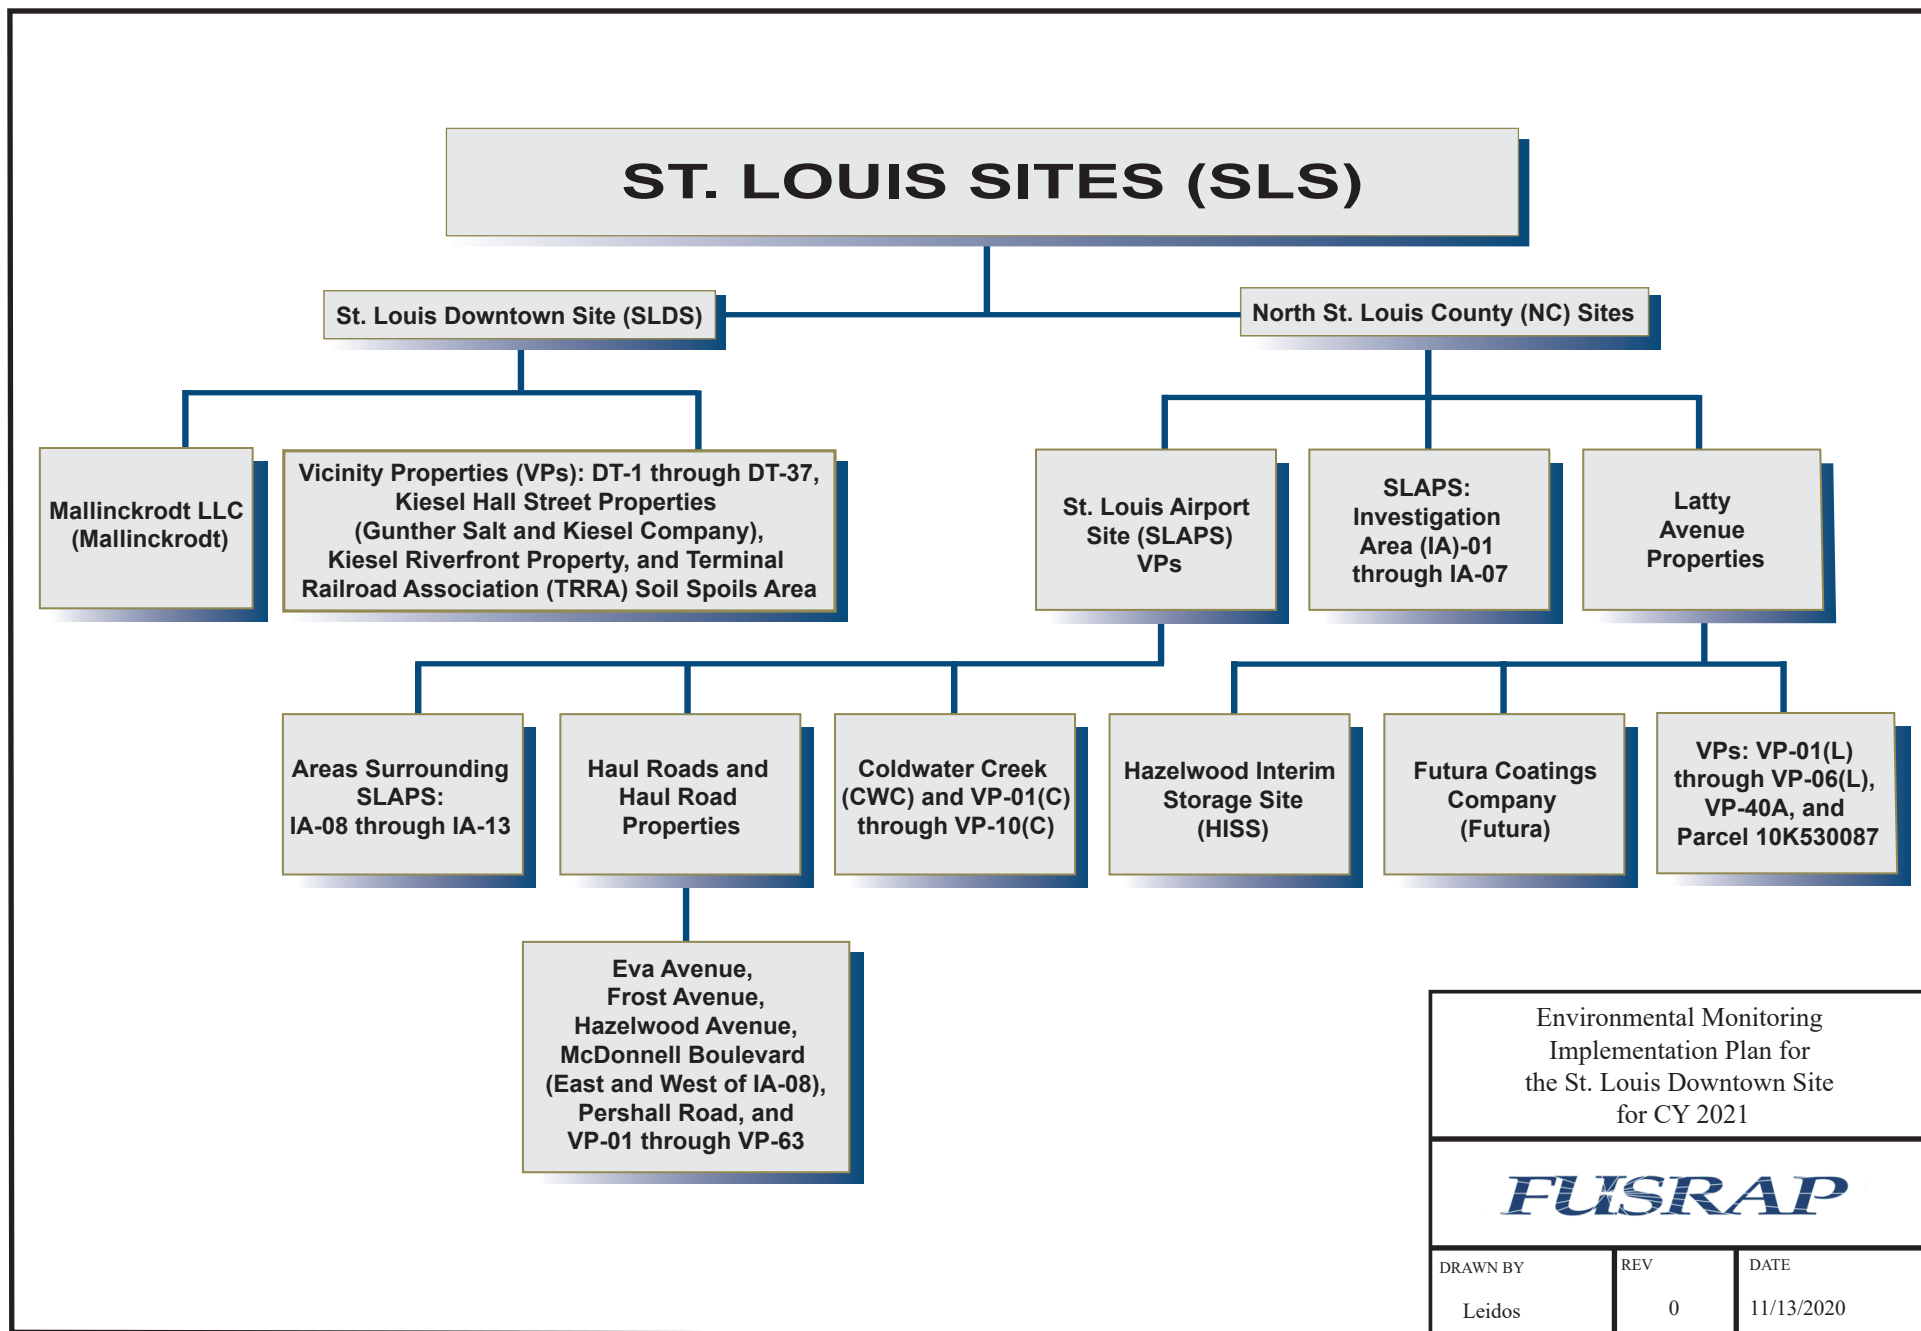 ST. LOUIS SITES (SLS)
St. Louis Downtown Site (SLDS)
North St. Louis County (NC) Sites
Mallinckrodt LLC
(Mallinckrodt)
Vicinity Properties (VPs): DT-1 through DT-37,
Kiesel Hall Street Properties
(Gunther Salt and Kiesel Company),
Kiesel Riverfront Property, and Terminal
Railroad Association (TRRA) Soil Spoils Area
St. Louis Airport
Site (SLAPS)
VPs
SLAPS:
Investigation
Area (IA)-01
through IA-07
Latty
Avenue
Properties
Areas Surrounding
SLAPS:
IA-08 through IA-13
Haul Roads and
Haul Road
Properties
Coldwater Creek
(CWC) and VP-01(C)
through VP-10(C)
Hazelwood Interim
Storage Site
(HISS)
Futura Coatings
Company
(Futura)
VPs: VP-01(L)
through VP-06(L),
VP-40A, and
Parcel 10K530087
Eva Avenue,
Frost Avenue,
Hazelwood Avenue,
McDonnell Boulevard
(East and West of IA-08),
Pershall Road, and
VP-01 through VP-63
Environmental Monitoring
Implementation Plan for
the St. Louis Downtown Site
for CY 2021
FUSRAP
DRAWN BY
Leidos
REV
0
DATE
11/13/2020